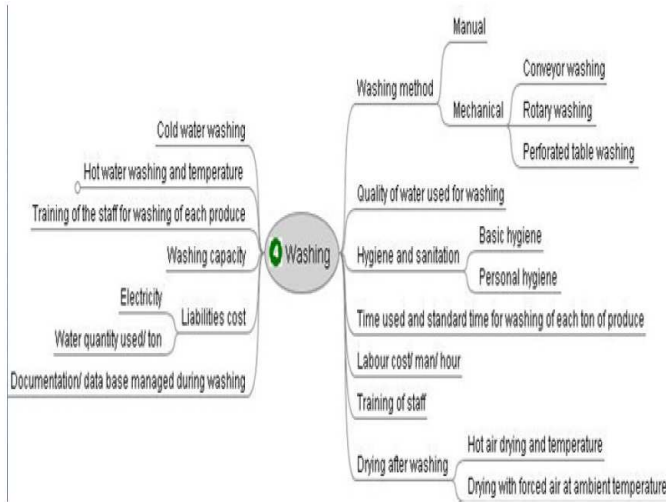 Manual
Conveyor washing
Washing method
Mechanical
Rotary washing
Perforated table washing
Cold water washing
Hot water washing and temperature
Training of the staff for washing of each produce
Quality of water used for washing
Basic hygiene
Washing capacity
4 Washing
Hygiene and sanitation
Personal hygiene
Electricity
Liabilities cost
Water quantity used/ ton
Time used and standard time for washing of each ton of produce
Labour cost/ man/ hour
Documentation/ data base managed during washing
Training of staff
Hot air drying and temperature
Drying after washing
Drying with forced air at ambient temperature